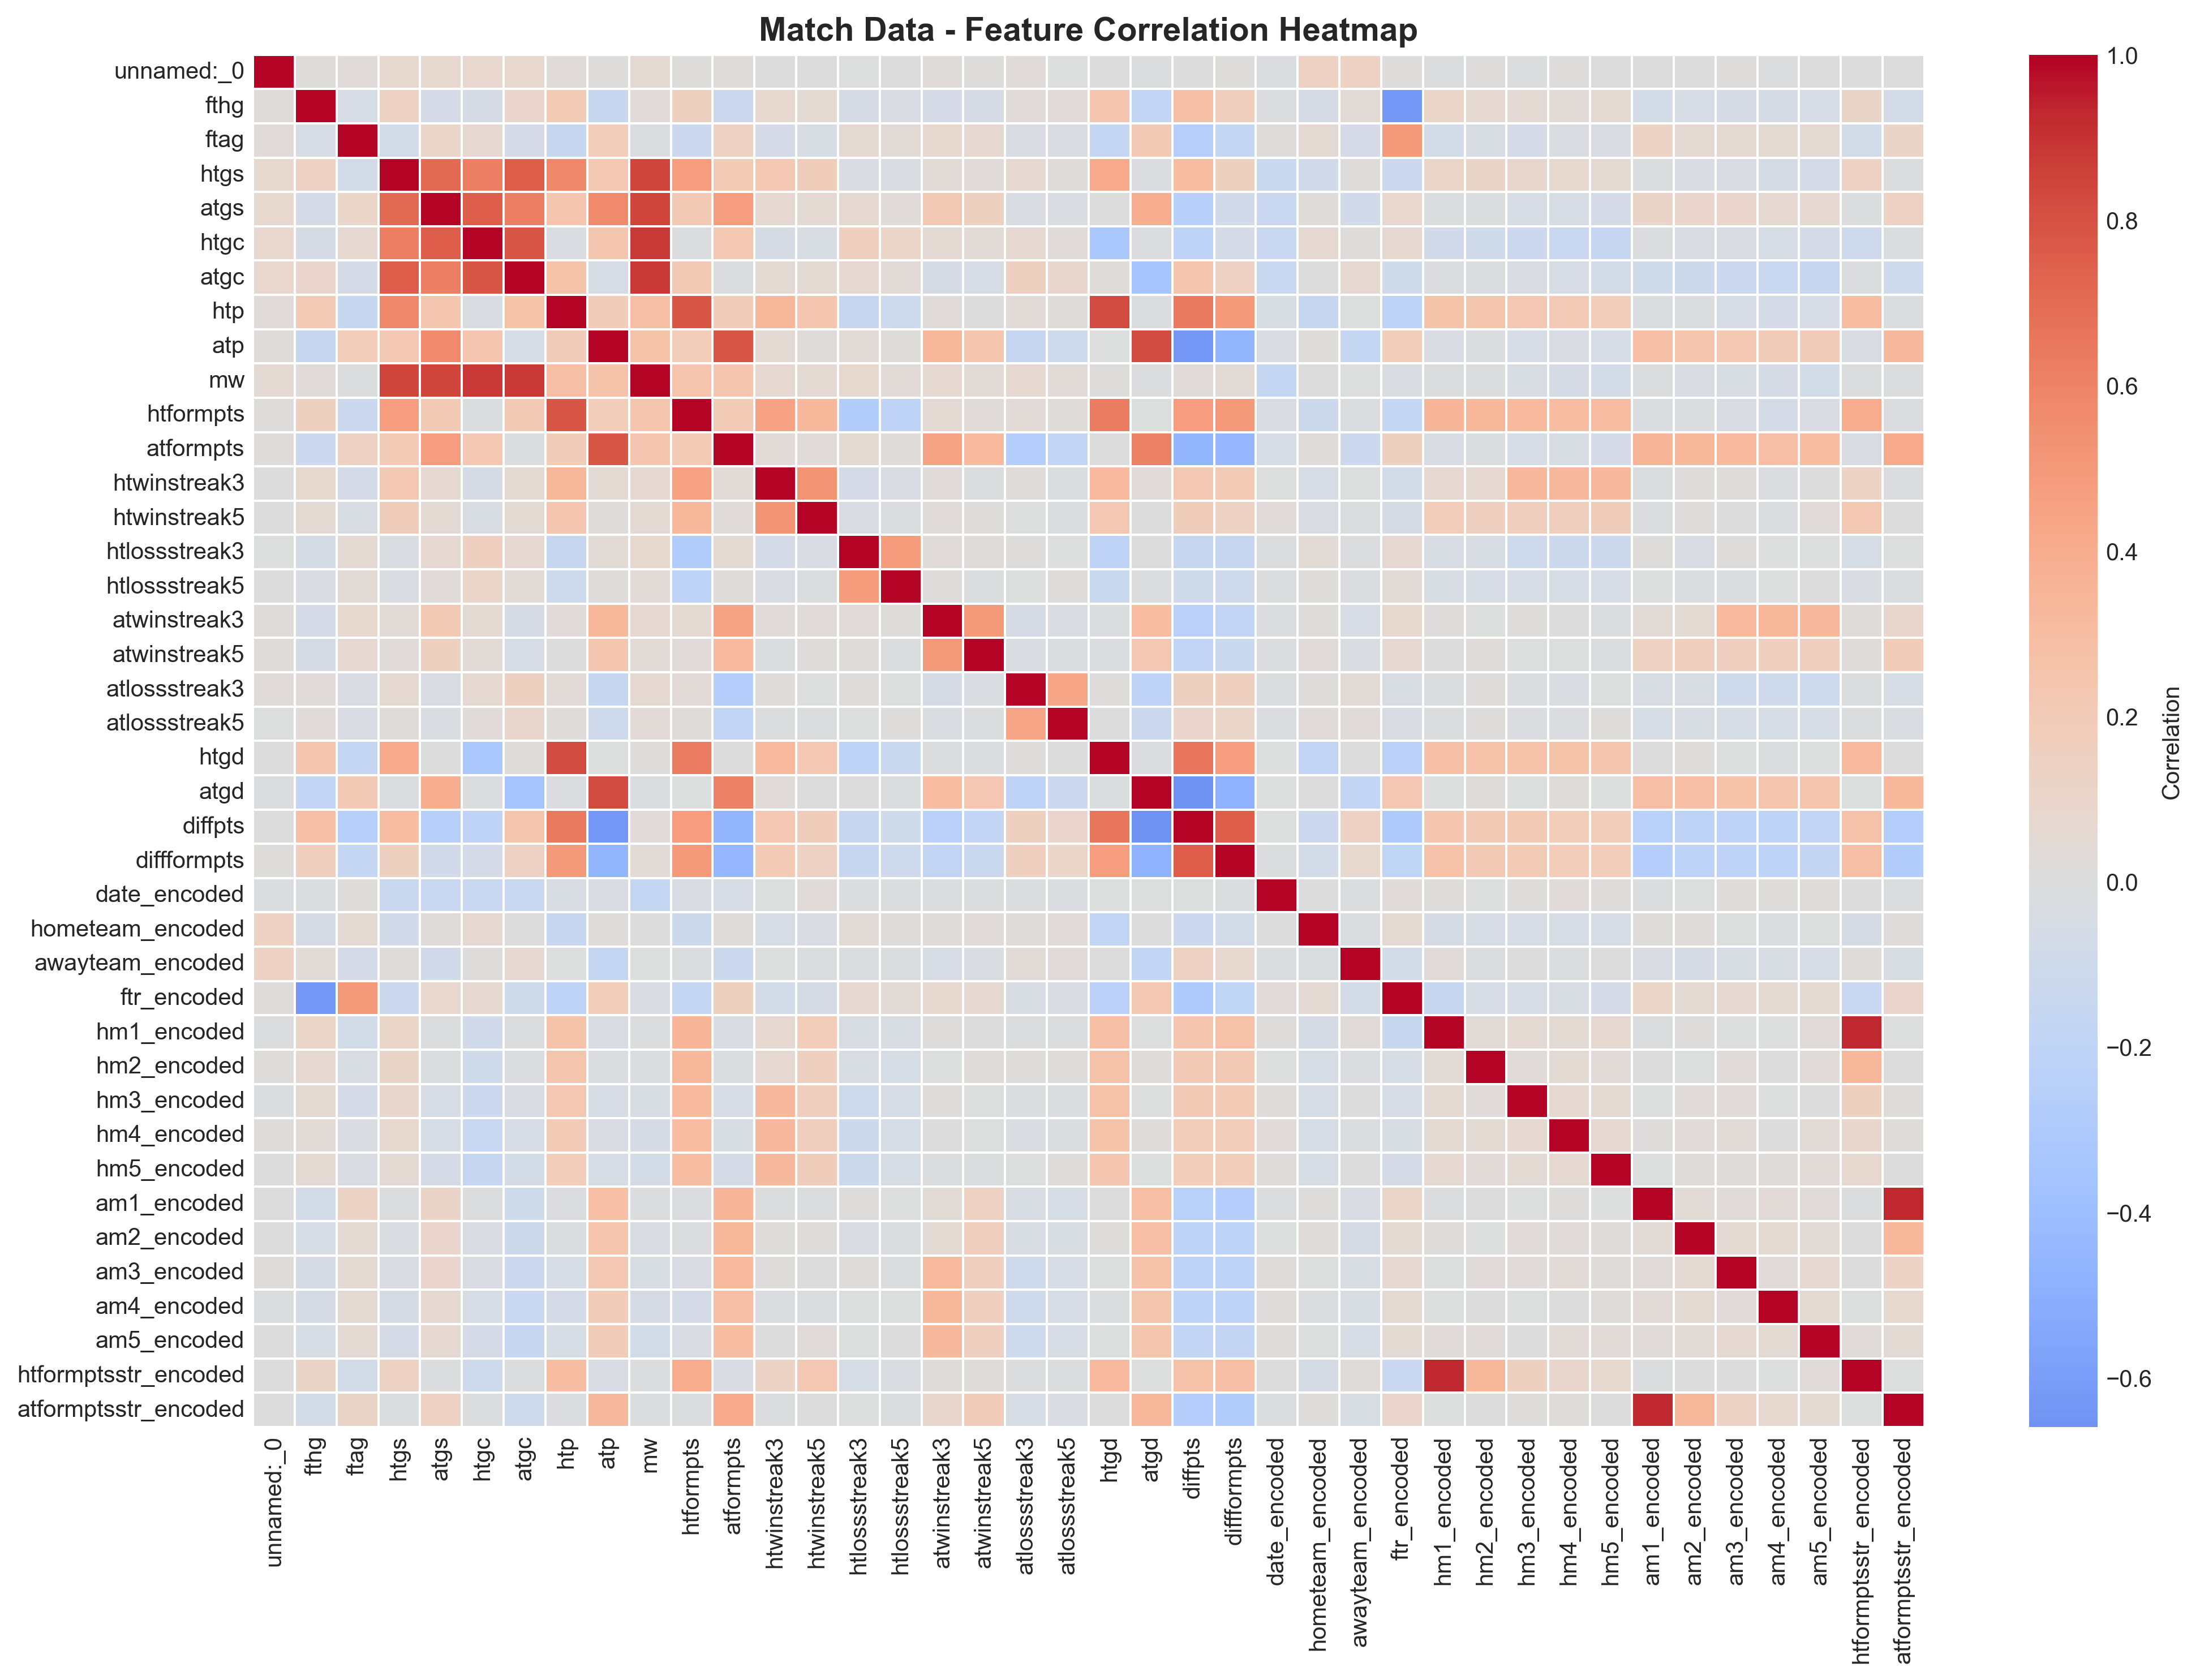 Match Data - Feature Correlation Heatmap
unnamed:_0
fthg
ftag
htgs
atgs
htgc
atgc
htp
atp
mw
htformpts
atformpts
htwinstreak3
htwinstreak5
htlossstreak3
htlossstreak5
atwinstreak3
atwinstreak5
atlossstreak3
atlossstreak5
htgd
atgd
diffpts
diffformpts
date_encoded
hometeam_encoded
awayteam_encoded
ftr_encoded
hm1_encoded
hm2_encoded
hm3_encoded
hm4_encoded
hm5_encoded
am1_encoded
am2_encoded
am3_encoded
am4_encoded
am5_encoded
htformptsstr_encoded
atformptsstr_encoded
unnamed:_0
fthg
ftag
htgs
atgs
htgc
atgc
htp
atp
mw
htformpts
atformpts
htwinstreak3
htwinstreak5
htlossstreak3
htlossstreak5
atwinstreak3
atwinstreak5
atlossstreak3
atlossstreak5
htgd
atgd
diffpts
diffformpts
date_encoded
hometeam_encoded
awayteam_encoded
ftr_encoded
hm1_encoded
hm2_encoded
hm3_encoded
hm4_encoded
hm5_encoded
am1_encoded
am2_encoded
am3_encoded
am4_encoded
am5_encoded
htformptsstr_encoded
atformptsstr_encoded
1.0
0.8
0.6
0.4
0.2
0.0
−0.2
−0.4
−0.6
Correlation